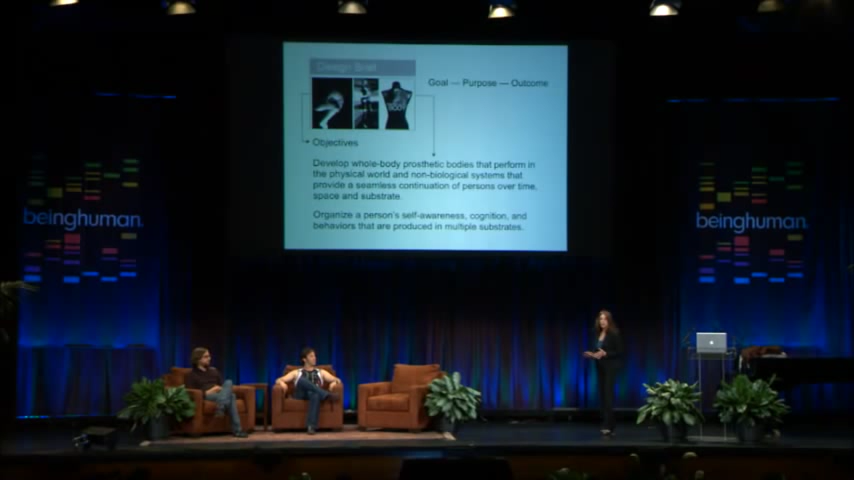 Design Brief
Goal — Purpose — Outcome
Objectives
Develop whole-body prosthetic bodies that perform in
the physical world and non-biological systems that
provide a seamless continuation of persons over time,
space and substrate.
Organize a person's self-awareness, cognition, and
behaviors that are produced in multiple substrates.
beinghuman
beinghuman